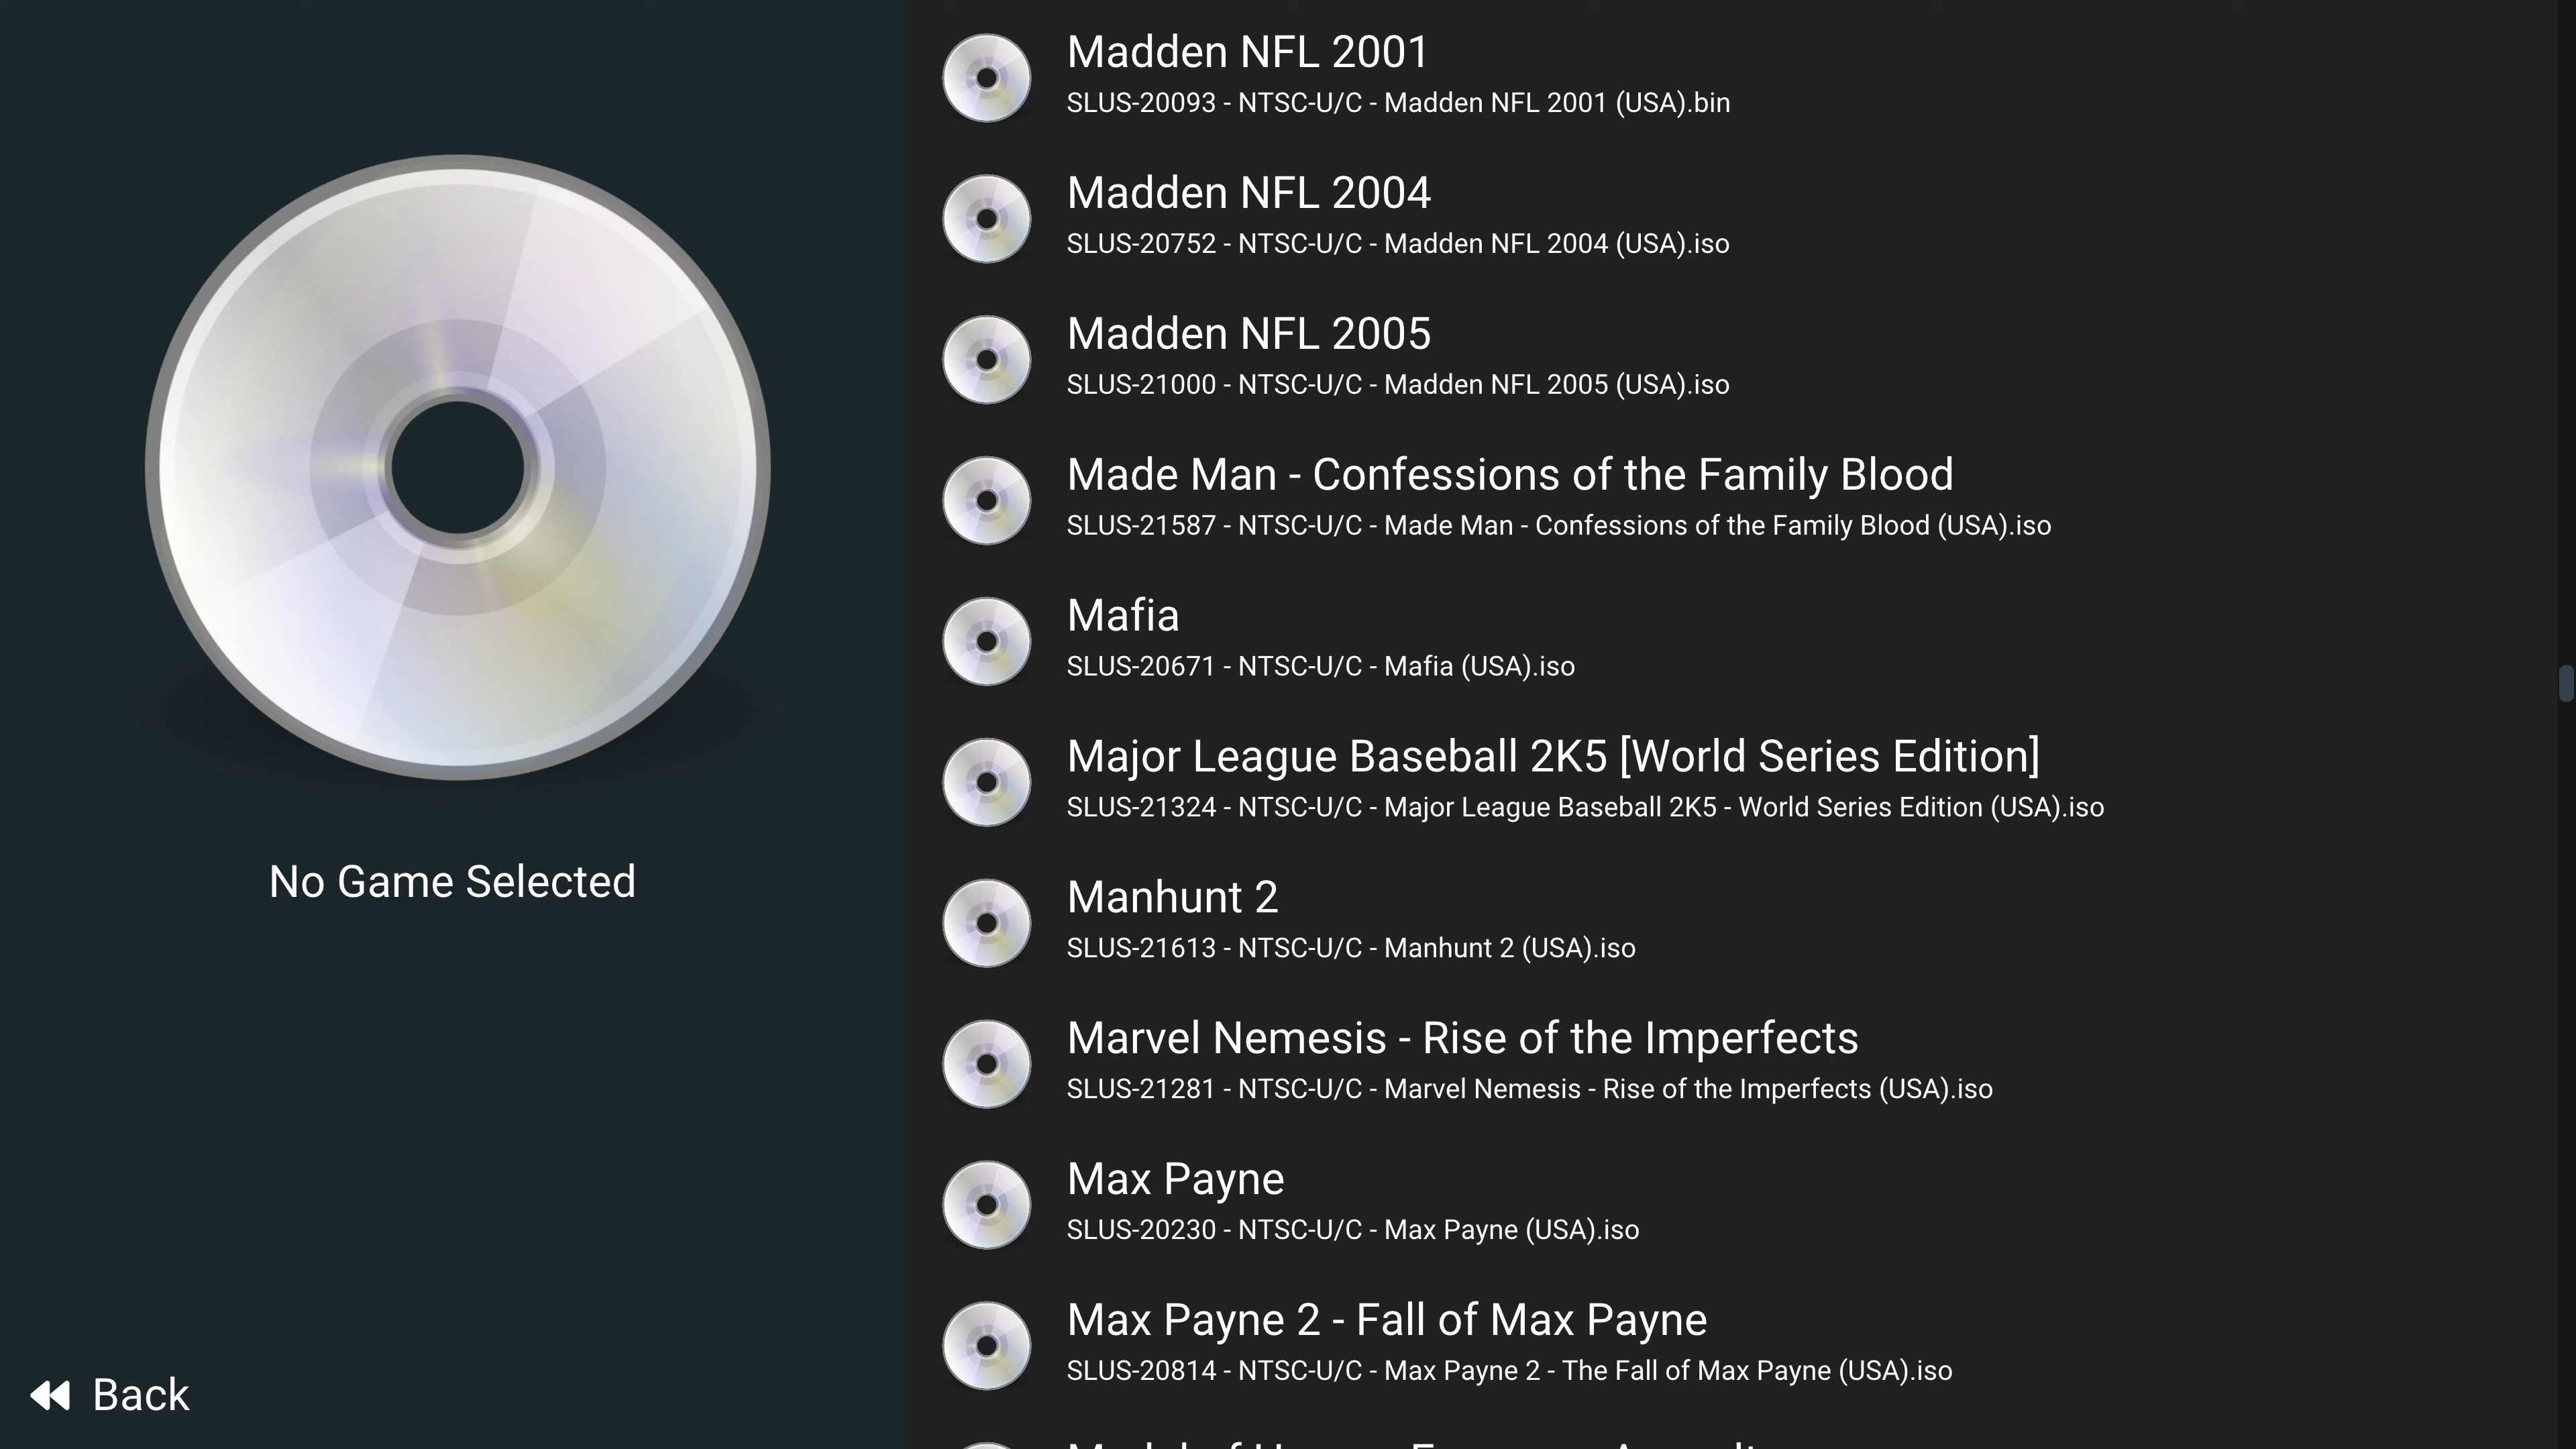 Madden NFL 2001
SLUS-20093 - NTSC-U/C - Madden NFL 2001 (USA).bin
Madden NFL 2004
SLUS-20752 - NTSC-U/C - Madden NFL 2004 (USA).iso
Madden NFL 2005
SLUS-21000 - NTSC-U/C - Madden NFL 2005 (USA).iso
Made Man - Confessions of the Family Blood
SLUS-21587 - NTSC-U/C - Made Man - Confessions of the Family Blood (USA).iso
Mafia
SLUS-20671 - NTSC-U/C - Mafia (USA).iso
Major League Baseball 2K5 [World Series Edition]
SLUS-21324 - NTSC-U/C - Major League Baseball 2K5 - World Series Edition (USA).iso
Manhunt 2
SLUS-21613 - NTSC-U/C - Manhunt 2 (USA).iso
Marvel Nemesis - Rise of the Imperfects
SLUS-21281 - NTSC-U/C - Marvel Nemesis - Rise of the Imperfects (USA).iso
Max Payne
SLUS-20230 - NTSC-U/C - Max Payne (USA).iso
Max Payne 2 - Fall of Max Payne
SLUS-20814 - NTSC-U/C - Max Payne 2 - The Fall of Max Payne (USA).iso
No Game Selected
Back